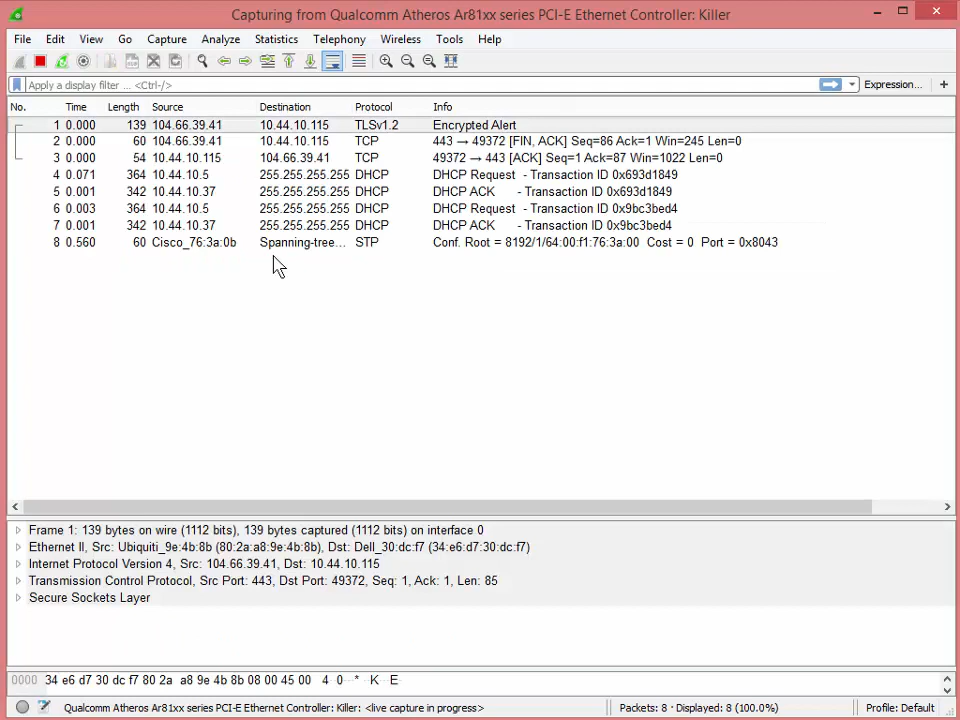 Capturing from Qualcomm Atheros Ar81xx series PCI-E Ethernet Controller: Killer
File Edit View Go Capture Analyze Statistics Telephony Wireless Tools Help
Apply a display filter ... <Ctrl-/> Expression... +
No. Time Length Source Destination Protocol Info
1 0.000 139 104.66.39.41 10.44.10.115 TLSv1.2 Encrypted Alert
2 0.000 60 104.66.39.41 10.44.10.115 TCP 443 → 49372 [FIN, ACK] Seq=86 Ack=1 Win=245 Len=0
3 0.000 54 10.44.10.115 104.66.39.41 TCP 49372 → 443 [ACK] Seq=1 Ack=87 Win=1022 Len=0
4 0.071 364 10.44.10.5 255.255.255.255 DHCP DHCP Request - Transaction ID 0x693d1849
5 0.001 342 10.44.10.37 255.255.255.255 DHCP DHCP ACK - Transaction ID 0x693d1849
6 0.003 364 10.44.10.5 255.255.255.255 DHCP DHCP Request - Transaction ID 0x9bc3bed4
7 0.001 342 10.44.10.37 255.255.255.255 DHCP DHCP ACK - Transaction ID 0x9bc3bed4
8 0.560 60 Cisco_76:3a:0b Spanning-tree... STP Conf. Root = 8192/1/64:00:f1:76:3a:00 Cost = 0 Port = 0x8043
Frame 1: 139 bytes on wire (1112 bits), 139 bytes captured (1112 bits) on interface 0
Ethernet II, Src: Ubiquiti_9e:4b:8b (80:2a:a8:9e:4b:8b), Dst: Dell_30:dc:f7 (34:e6:d7:30:dc:f7)
Internet Protocol Version 4, Src: 104.66.39.41, Dst: 10.44.10.115
Transmission Control Protocol, Src Port: 443, Dst Port: 49372, Seq: 1, Ack: 1, Len: 85
Secure Sockets Layer
0000 34 e6 d7 30 dc f7 80 2a a8 9e 4b 8b 08 00 45 00 4 0 * K E
Qualcomm Atheros Ar81xx series PCI-E Ethernet Controller: Killer: <live capture in progress> Packets: 8 · Displayed: 8 (100.0%) Profile: Default